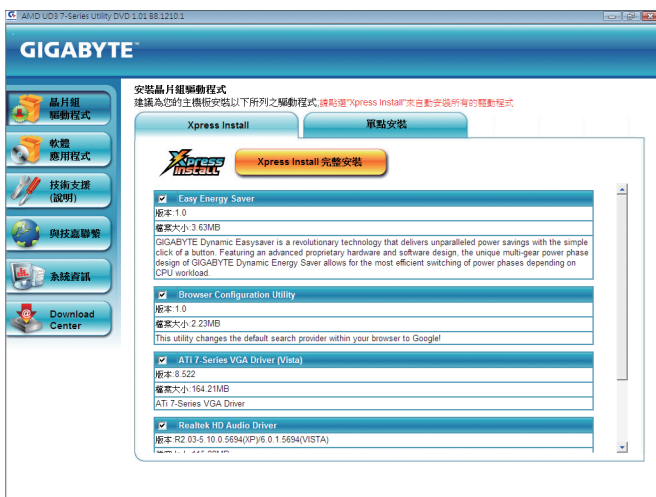 AMD UD3 7-Series Utility DVD 1.01 B8.1210.1
GIGABYTE™
晶片組
驅動程式
軟體
應用程式
技術支援
(說明)
與技嘉聯繫
系統資訊
Download
Center
安裝晶片組驅動程式
建議為您的主機板安裝以下所列之驅動程式;請點選"Xpress Install"來自動安裝所有的驅動程式
Xpress Install
單點安裝
Xpress Install
Xpress Install 完整安裝
Easy Energy Saver
版本:1.0
檔案大小:3.63MB
GIGABYTE Dynamic Easysaver is a revolutionary technology that delivers unparalleled power savings with the simple
click of a button. Featuring an advanced proprietary hardware and software design, the unique multi-gear power phase
design of GIGABYTE Dynamic Energy Saver allows for the most efficient switching of power phases depending on
CPU workload.
Browser Configuration Utility
版本:1.0
檔案大小:2.23MB
This utility changes the default search provider within your browser to Google!
ATi 7-Series VGA Driver (Vista)
版本:8.522
檔案大小:164.21MB
ATi 7-Series VGA Driver
Realtek HD Audio Driver
版本:R2.03-5.10.0.5694(XP)/6.0.1.5694(VISTA)